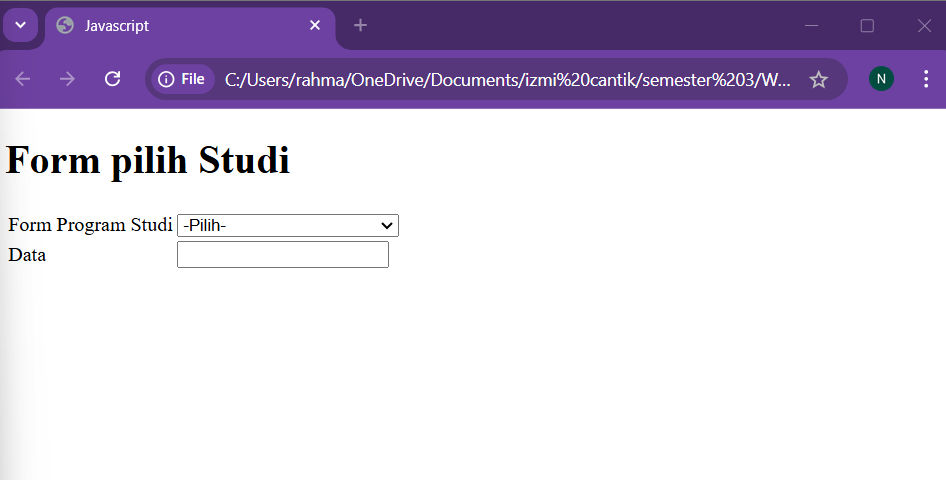 Javascript
File C:/Users/rahma/OneDrive/Documents/izmi%20cantik/semester%203/W... N
Form pilih Studi
Form Program Studi -Pilih-
Data